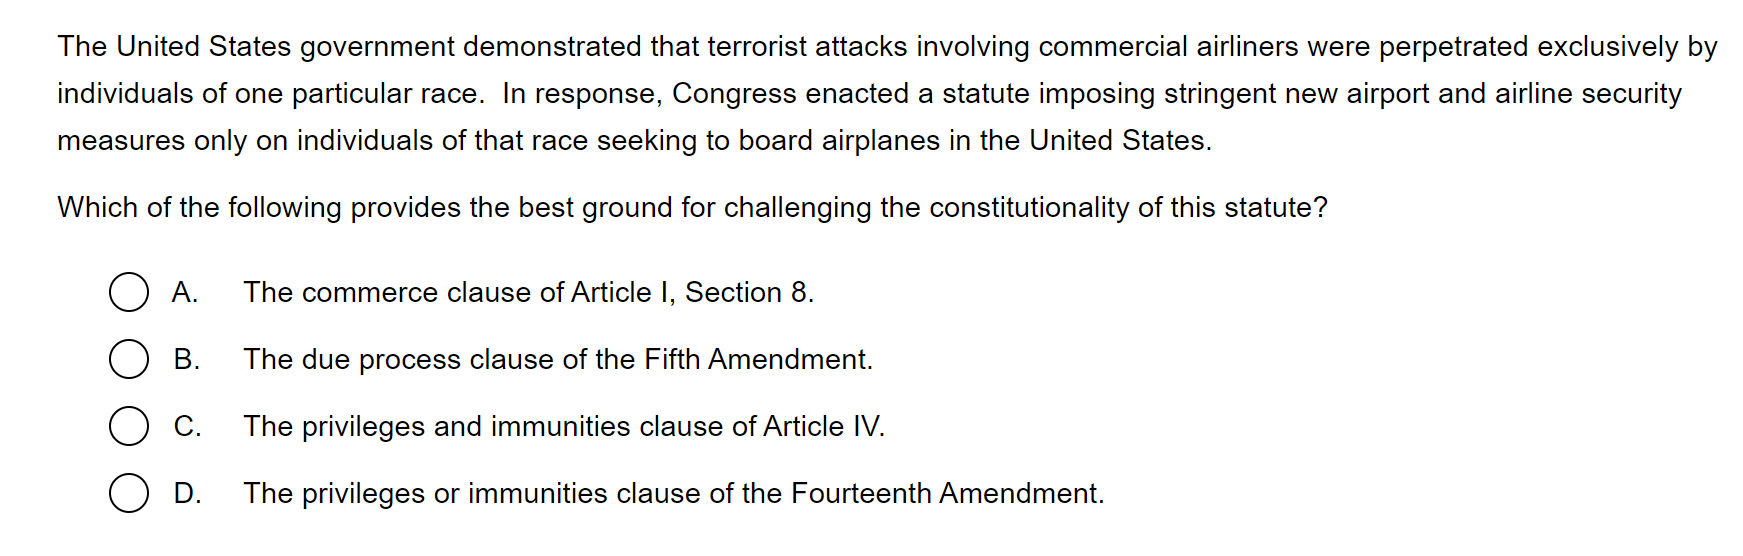 The United States government demonstrated that terrorist attacks involving commercial airliners were perpetrated exclusively by
individuals of one particular race.  In response, Congress enacted a statute imposing stringent new airport and airline security
measures only on individuals of that race seeking to board airplanes in the United States.
Which of the following provides the best ground for challenging the constitutionality of this statute?
A. The commerce clause of Article I, Section 8.
B. The due process clause of the Fifth Amendment.
C. The privileges and immunities clause of Article IV.
D. The privileges or immunities clause of the Fourteenth Amendment.